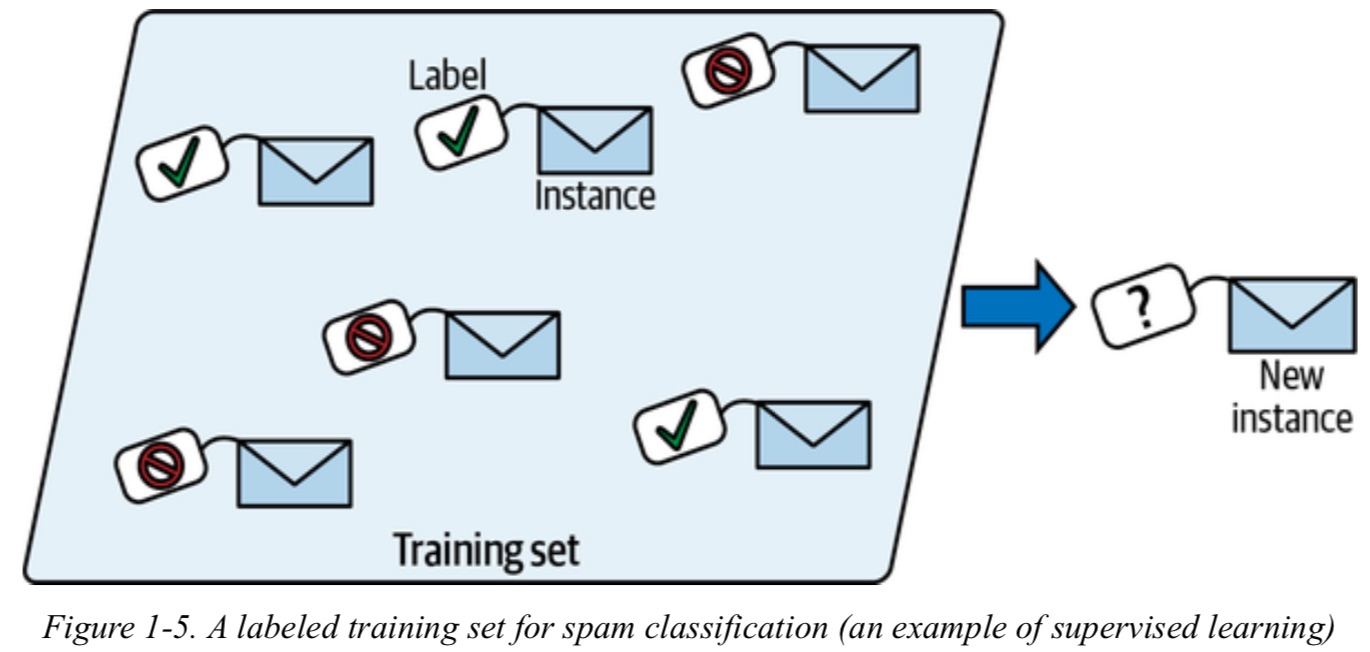 Label
Instance
?
New
instance
Training set
Figure 1-5. A labeled training set for spam classification (an example of supervised learning)